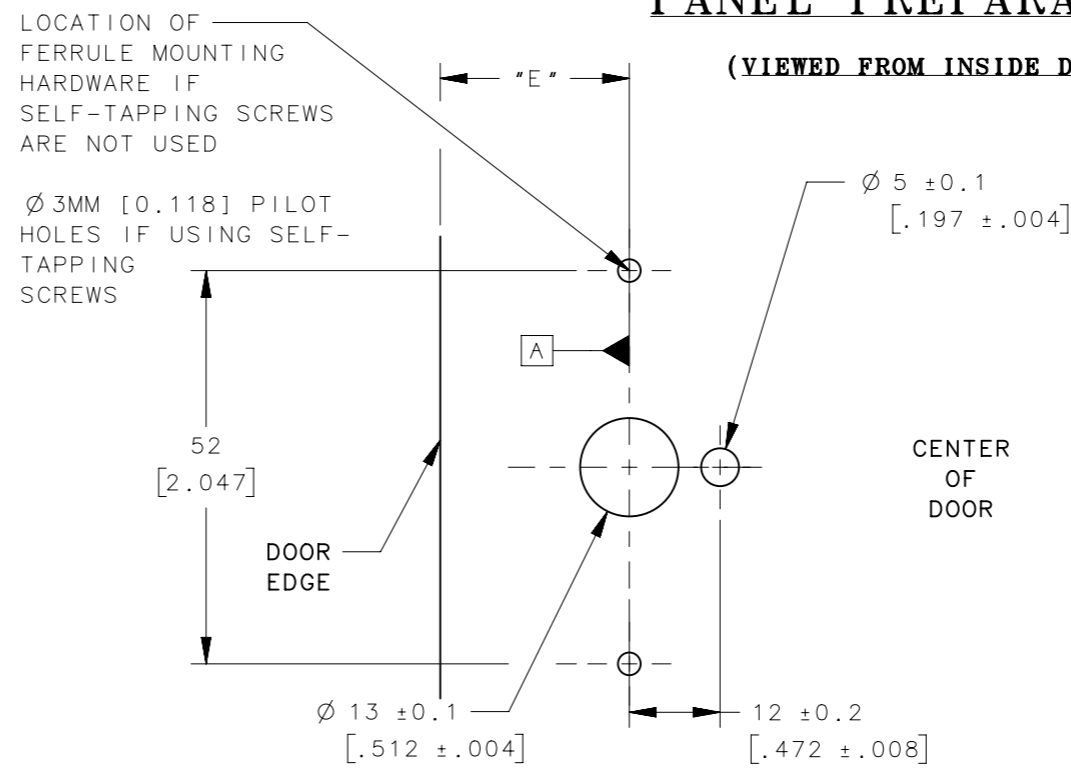 LOCATION OF
FERRULE MOUNTING
HARDWARE IF
SELF-TAPPING SCREWS
ARE NOT USED
Ø3MM [0.118] PILOT
HOLES IF USING SELF-
TAPPING
SCREWS
(VIEWED FROM INSIDE D
"E"
Ø 5 ±0.1
[.197 ±.004]
A
52
[2.047]
CENTER
OF
DOOR
DOOR
EDGE
Ø 13 ±0.1
[.512 ±.004]
12 ±0.2
[.472 ±.008]